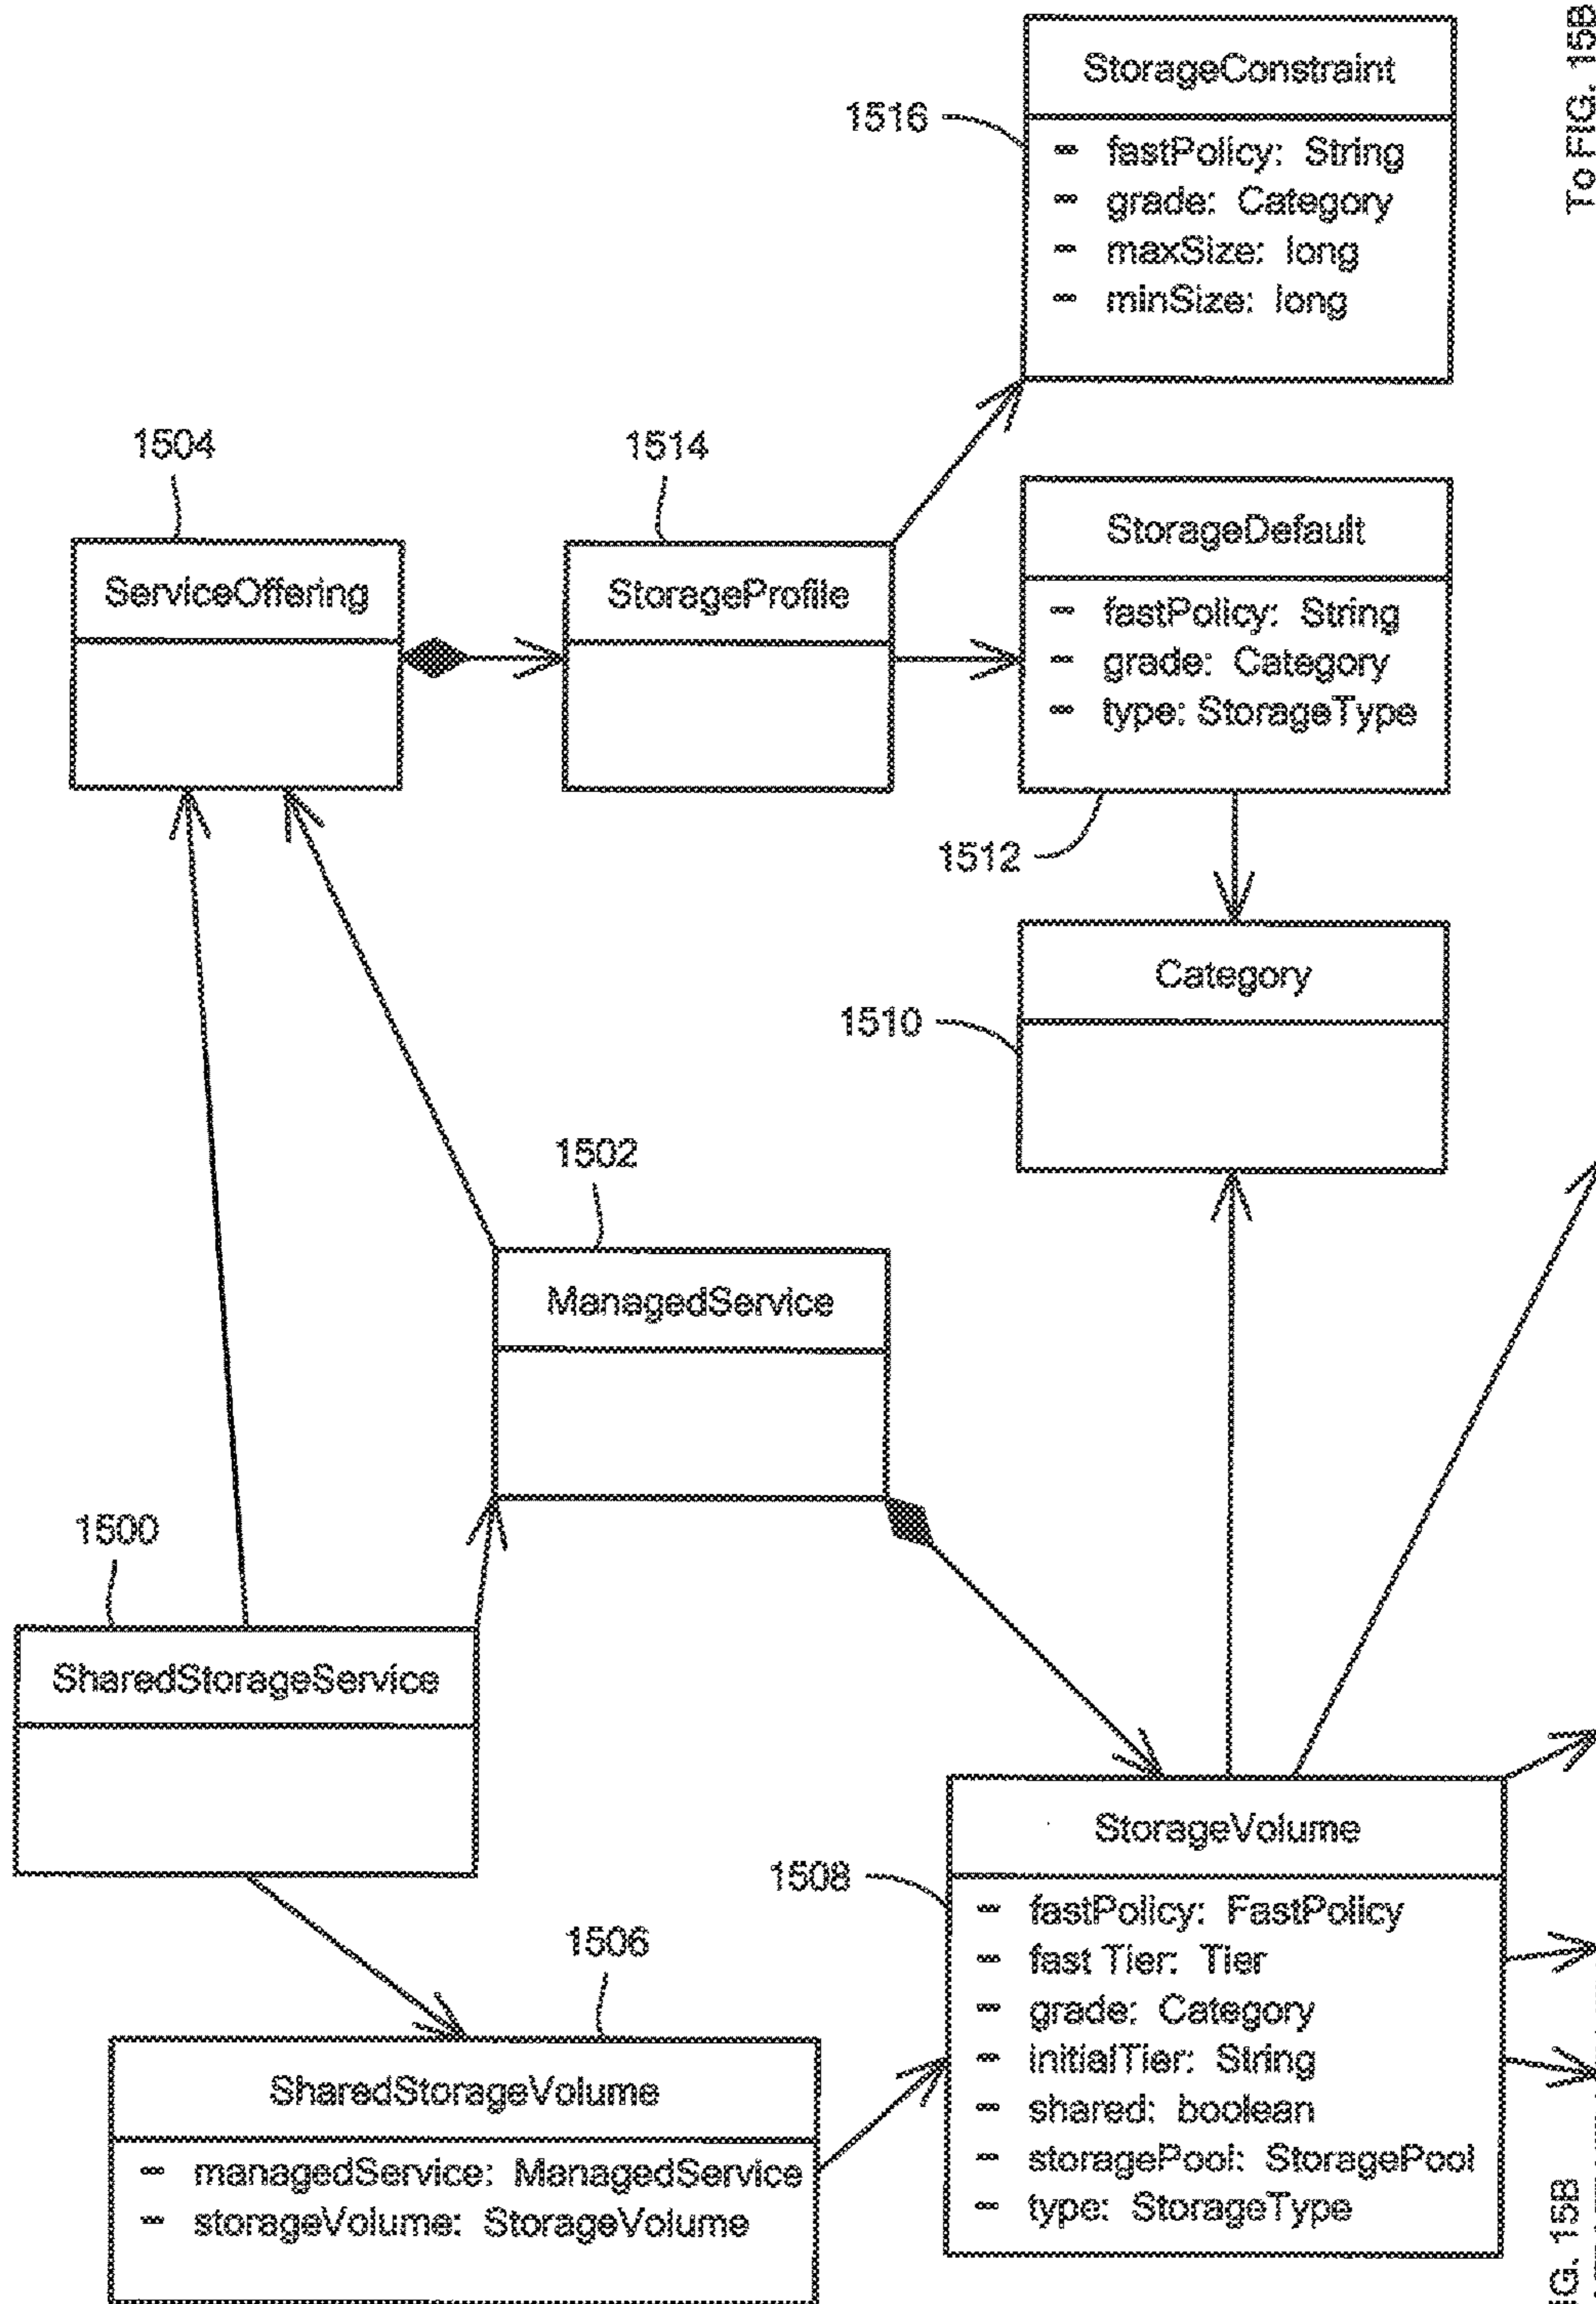 To FIG. 15B
StorageConstraint
1516
- fastPolicy: String
- grade: Category
- maxSize: long
- minSize: long
1504
1514
ServiceOffering
StorageProfile
StorageDefault
- fastPolicy: String
- grade: Category
- type: StorageType
1512
Category
1510
1502
ManagedService
1500
SharedStorageService
StorageVolume
1508
- fastPolicy: FastPolicy
- fast Tier: Tier
- grade: Category
- initialTier: String
- shared: boolean
- storagePool: StoragePool
- type: StorageType
1506
SharedStorageVolume
- managedService: ManagedService
- storageVolume: StorageVolume
IG. 15B